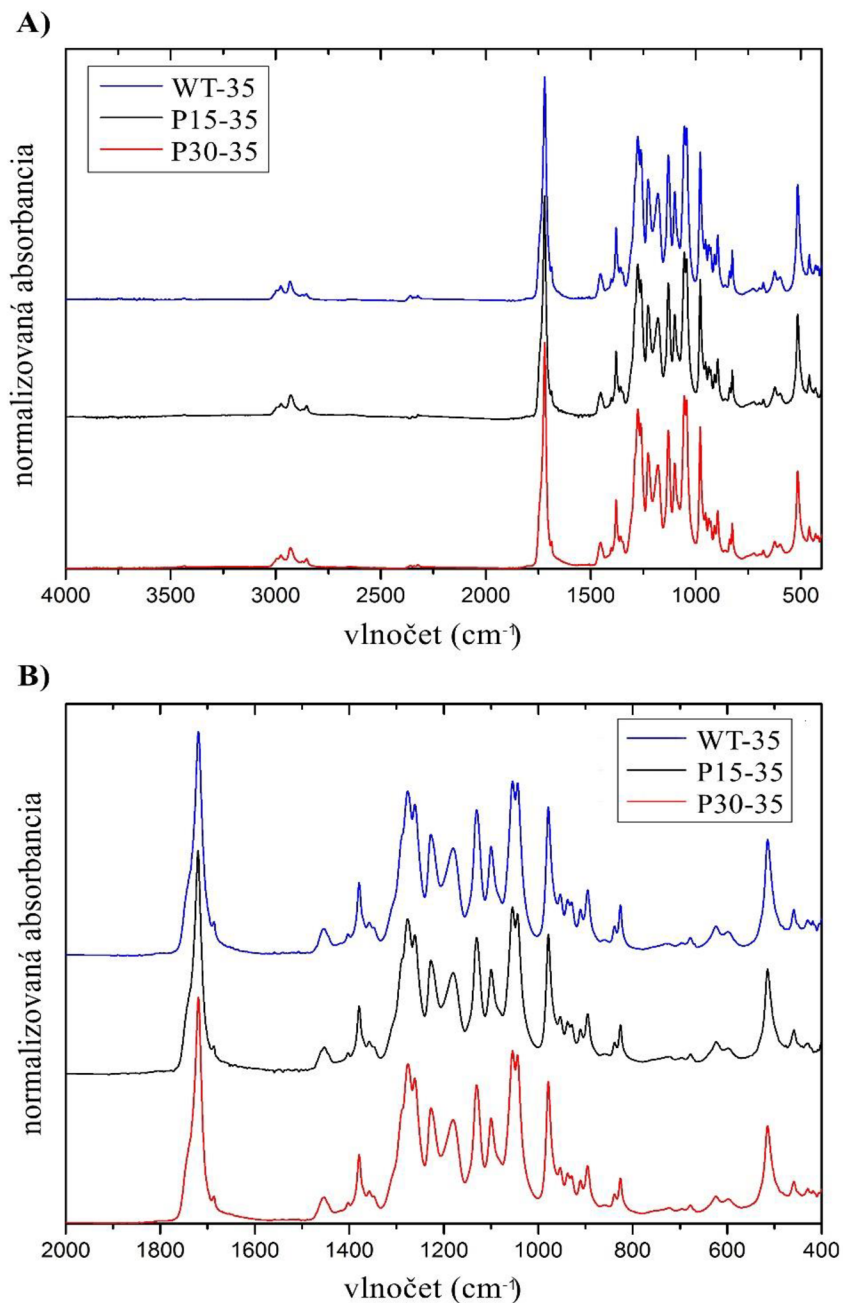 A)
WT-35
P15-35
P30-35
normalizovaná absorbancia
4000 3500 3000 2500 2000 1500 1000 500
vlnočet (cm-1)
B)
WT-35
P15-35
P30-35
normalizovaná absorbancia
2000 1800 1600 1400 1200 1000 800 600 400
vlnočet (cm-1)